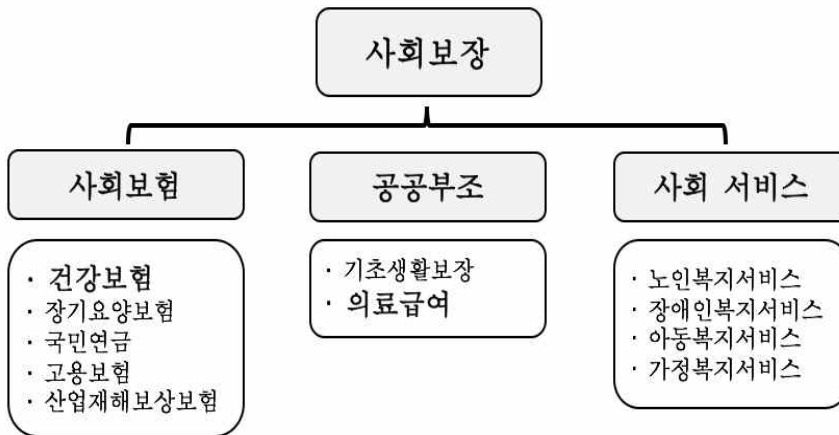 사회보장
사회보험
공공부조
사회 서비스
· 건강보험
· 장기요양보험
· 국민연금
· 고용보험
· 산업재해보상보험
· 기초생활보장
· 의료급여
· 노인복지서비스
· 장애인복지서비스
· 아동복지서비스
· 가정복지서비스